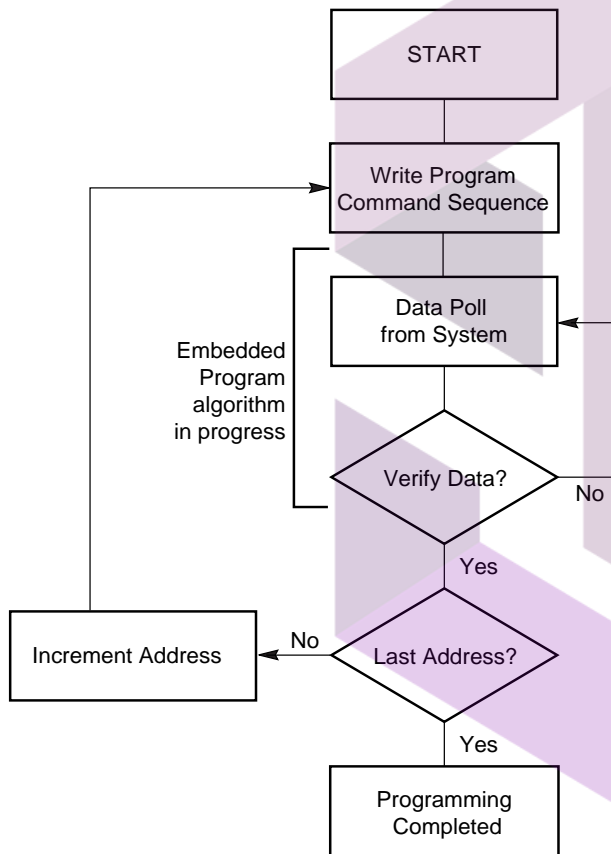 START
Write Program
Command Sequence
Data Poll
from System
Embedded
Program
algorithm
in progress
Verify Data?
No
Yes
No
Increment Address
Last Address?
Yes
Programming
Completed